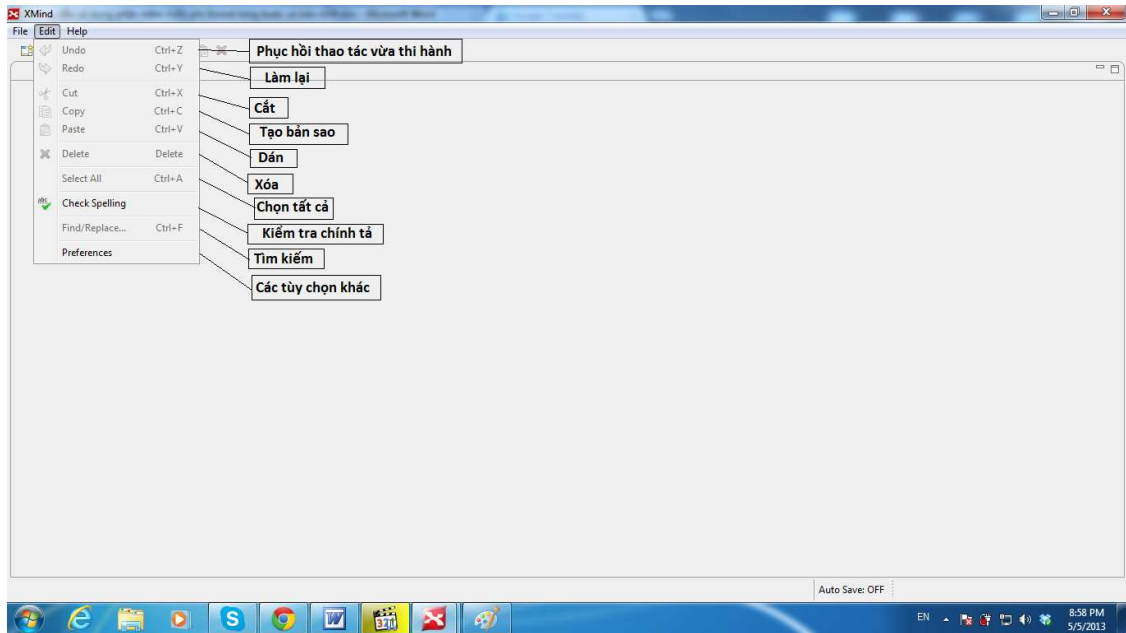 XMind
File Edit Help
Undo Ctrl+Z Phục hồi thao tác vừa thi hành
Redo Ctrl+Y Làm lại
Cut Ctrl+X Cắt
Copy Ctrl+C Tạo bản sao
Paste Ctrl+V Dán
Delete Delete Xóa
Select All Ctrl+A Chọn tất cả
Check Spelling Kiểm tra chính tả
Find/Replace... Ctrl+F Tìm kiếm
Preferences Các tùy chọn khác
Auto Save: OFF
EN 8:58 PM
5/5/2013